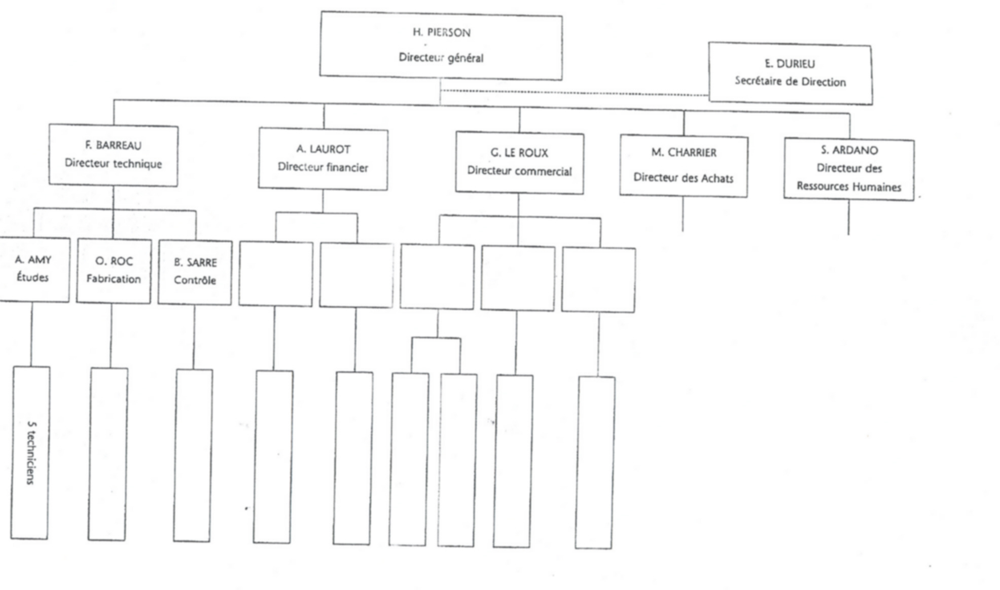 H. PIERSON
Directeur général
E. DURIEU
Secrétaire de Direction
F. BARREAU
Directeur technique
A. LAUROT
Directeur financier
G. LE ROUX
Directeur commercial
M. CHARRIER
Directeur des Achats
S. ARDANO
Directeur des
Ressources Humaines
A. AMY
Études
O. ROC
Fabrication
B. SARRE
Contrôle
5 techniciens